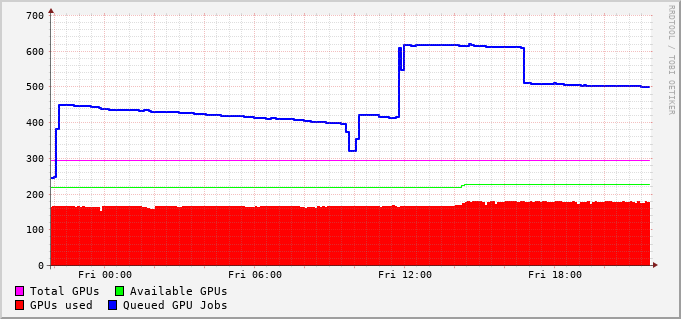 700
600
500
400
300
200
100
0
Fri 00:00 Fri 06:00 Fri 12:00 Fri 18:00
Total GPUs Available GPUs
GPUs used Queued GPU Jobs
RRDTOOL / TOBI OETIKER